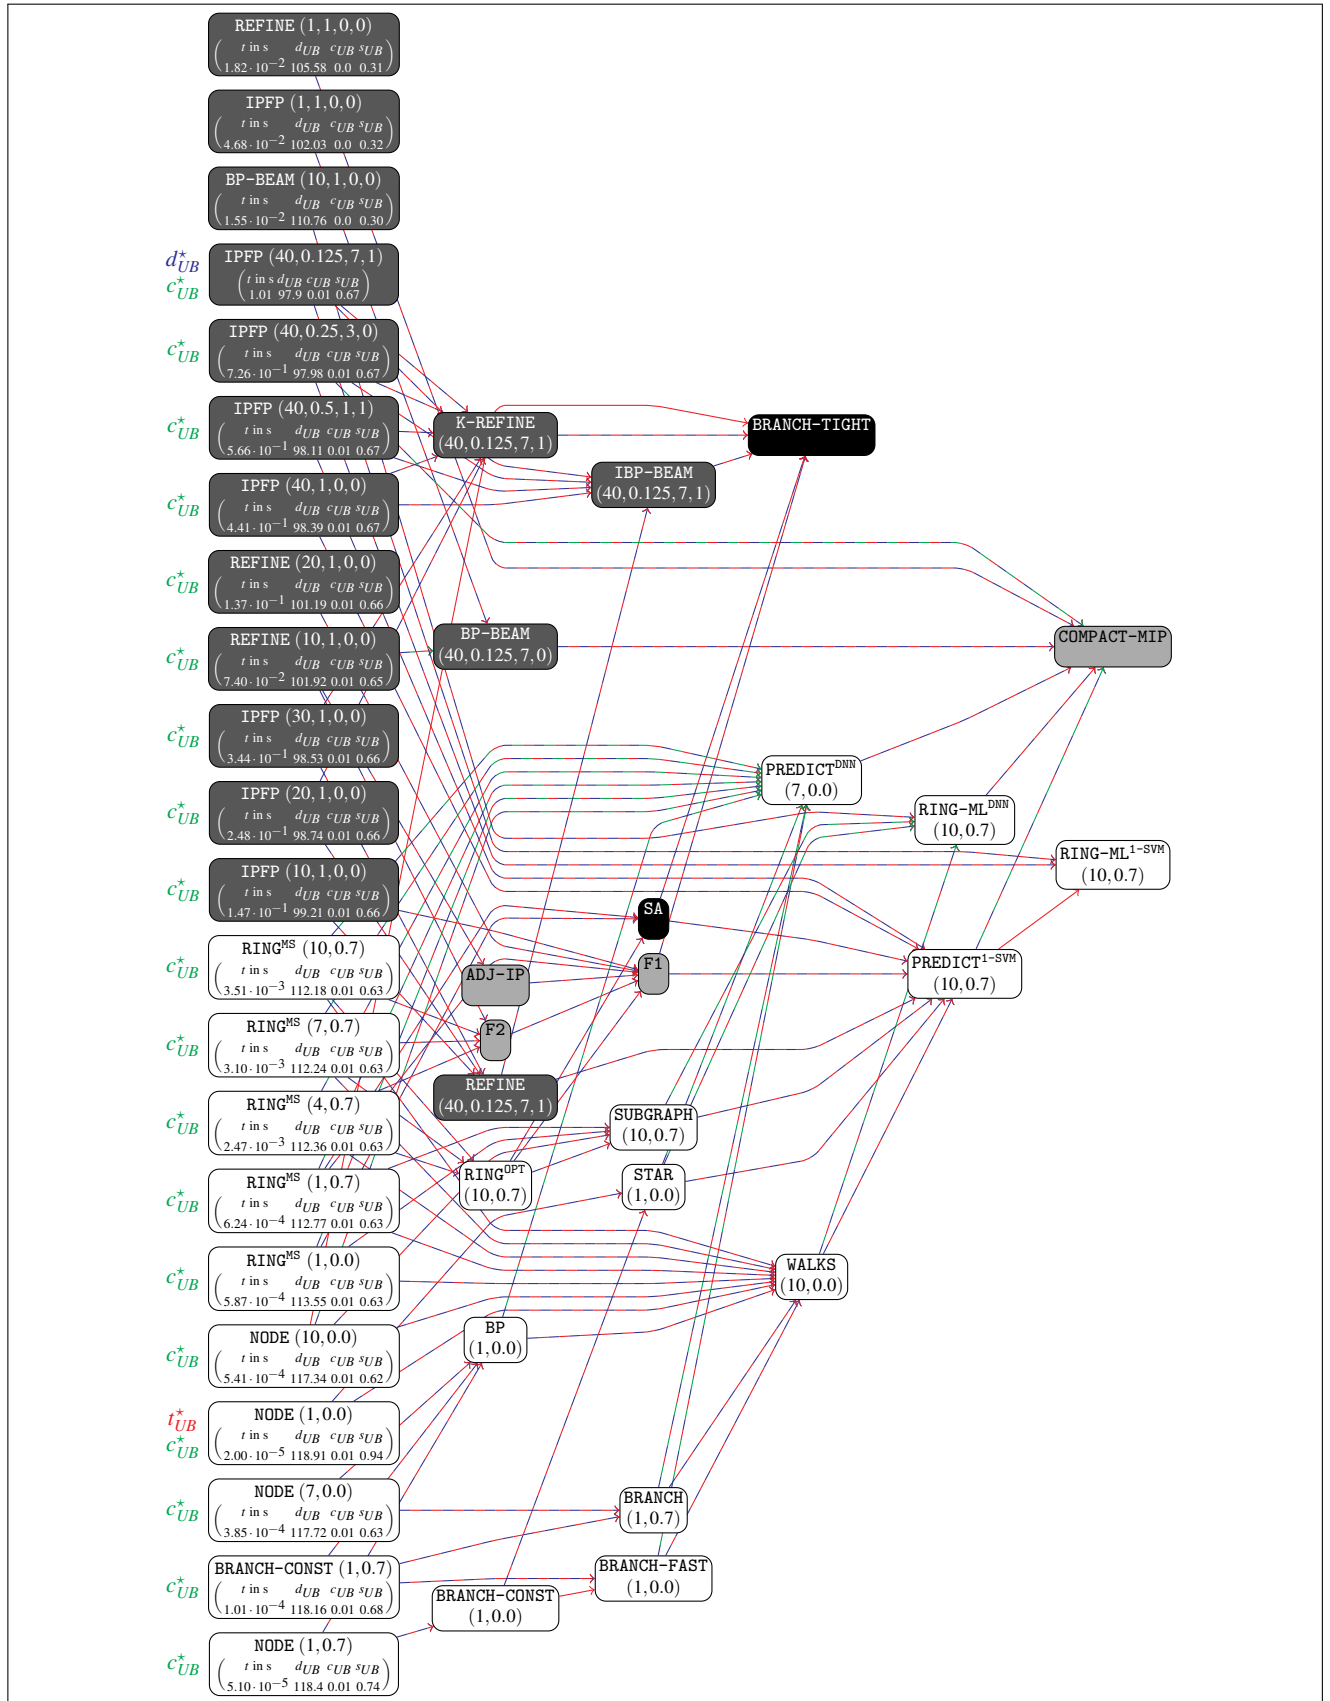 REFINE (1,1,0,0)
t in s d_UB c_UB s_UB
1.82·10−2 105.58 0.0 0.31
IPFP (1,1,0,0)
t in s d_UB c_UB s_UB
4.68·10−2 102.03 0.0 0.32
BP-BEAM (10,1,0,0)
t in s d_UB c_UB s_UB
1.55·10−2 110.76 0.0 0.30
d⋆UB
c⋆UB
IPFP (40,0.125,7,1)
t in s d_UB c_UB s_UB
1.01 97.9 0.01 0.67
c⋆UB
IPFP (40,0.25,3,0)
t in s d_UB c_UB s_UB
7.26·10−1 97.98 0.01 0.67
c⋆UB
IPFP (40,0.5,1,1)
t in s d_UB c_UB s_UB
5.66·10−1 98.11 0.01 0.67
K-REFINE
(40,0.125,7,1)
BRANCH-TIGHT
IBP-BEAM
(40,0.125,7,1)
c⋆UB
IPFP (40,1,0,0)
t in s d_UB c_UB s_UB
4.41·10−1 98.39 0.01 0.67
c⋆UB
REFINE (20,1,0,0)
t in s d_UB c_UB s_UB
1.37·10−1 101.19 0.01 0.66
c⋆UB
REFINE (10,1,0,0)
t in s d_UB c_UB s_UB
7.40·10−2 101.92 0.01 0.65
BP-BEAM
(40,0.125,7,0)
COMPACT-MIP
c⋆UB
IPFP (30,1,0,0)
t in s d_UB c_UB s_UB
3.44·10−1 98.53 0.01 0.66
PREDICT^DNN
(7,0.0)
c⋆UB
IPFP (20,1,0,0)
t in s d_UB c_UB s_UB
2.48·10−1 98.74 0.01 0.66
RING-ML^DNN
(10,0.7)
RING-ML^1-SVM
(10,0.7)
c⋆UB
IPFP (10,1,0,0)
t in s d_UB c_UB s_UB
1.47·10−1 99.21 0.01 0.66
SA
c⋆UB
RING^MS (10,0.7)
t in s d_UB c_UB s_UB
3.51·10−3 112.18 0.01 0.63
ADJ-IP
F1
PREDICT^1-SVM
(10,0.7)
c⋆UB
RING^MS (7,0.7)
t in s d_UB c_UB s_UB
3.10·10−3 112.24 0.01 0.63
F2
REFINE
(40,0.125,7,1)
c⋆UB
RING^MS (4,0.7)
t in s d_UB c_UB s_UB
2.47·10−3 112.36 0.01 0.63
SUBGRAPH
(10,0.7)
c⋆UB
RING^MS (1,0.7)
t in s d_UB c_UB s_UB
6.24·10−4 112.77 0.01 0.63
RING^OPT
(10,0.7)
STAR
(1,0.0)
c⋆UB
RING^MS (1,0.0)
t in s d_UB c_UB s_UB
5.87·10−4 113.55 0.01 0.63
WALKS
(10,0.0)
c⋆UB
NODE (10,0.0)
t in s d_UB c_UB s_UB
5.41·10−4 117.34 0.01 0.62
BP
(1,0.0)
t⋆UB
c⋆UB
NODE (1,0.0)
t in s d_UB c_UB s_UB
2.00·10−5 118.91 0.01 0.94
c⋆UB
NODE (7,0.0)
t in s d_UB c_UB s_UB
3.85·10−4 117.72 0.01 0.63
BRANCH
(1,0.7)
c⋆UB
BRANCH-CONST (1,0.7)
t in s d_UB c_UB s_UB
1.01·10−4 118.16 0.01 0.68
BRANCH-FAST
(1,0.0)
BRANCH-CONST
(1,0.0)
c⋆UB
NODE (1,0.7)
t in s d_UB c_UB s_UB
5.10·10−5 118.4 0.01 0.74